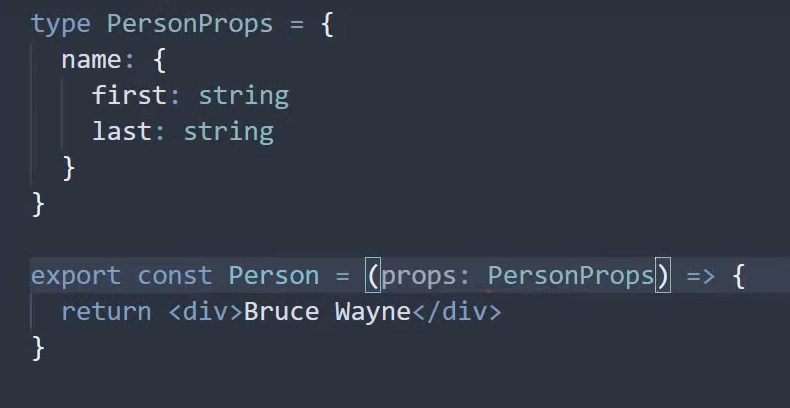 type PersonProps = {
  name: {
    first: string
    last: string
  }
}

export const Person = (props: PersonProps) => {
  return <div>Bruce Wayne</div>
}